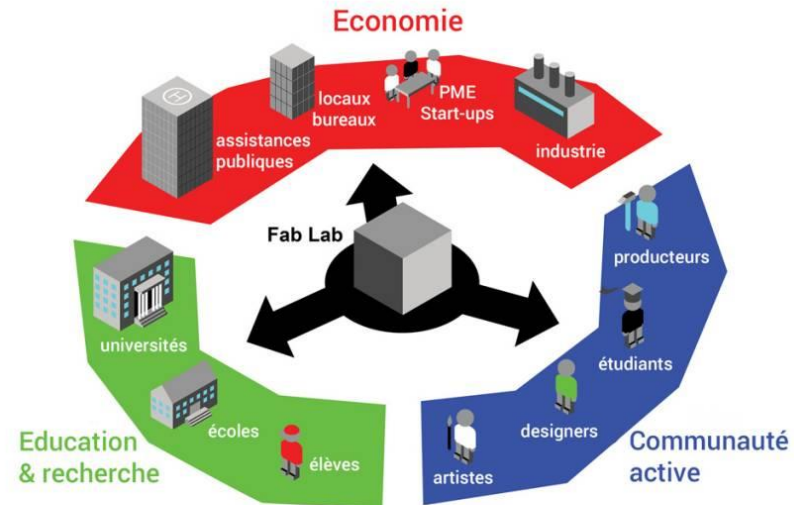 Economie
locaux
bureaux
PME
Start-ups
assistances
publiques
industrie
Fab Lab
producteurs
universités
étudiants
écoles
designers
élèves
artistes
Education
& recherche
Communauté
active
H